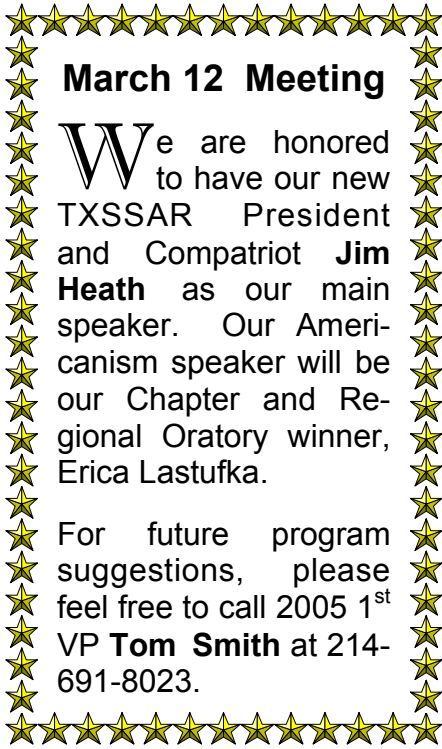 March 12 Meeting
We are honored
to have our new
TXSSAR President
and Compatriot Jim
Heath as our main
speaker. Our Ameri-
canism speaker will be
our Chapter and Re-
gional Oratory winner,
Erica Lastufka.
For future program
suggestions, please
feel free to call 2005 1st
VP Tom Smith at 214-
691-8023.